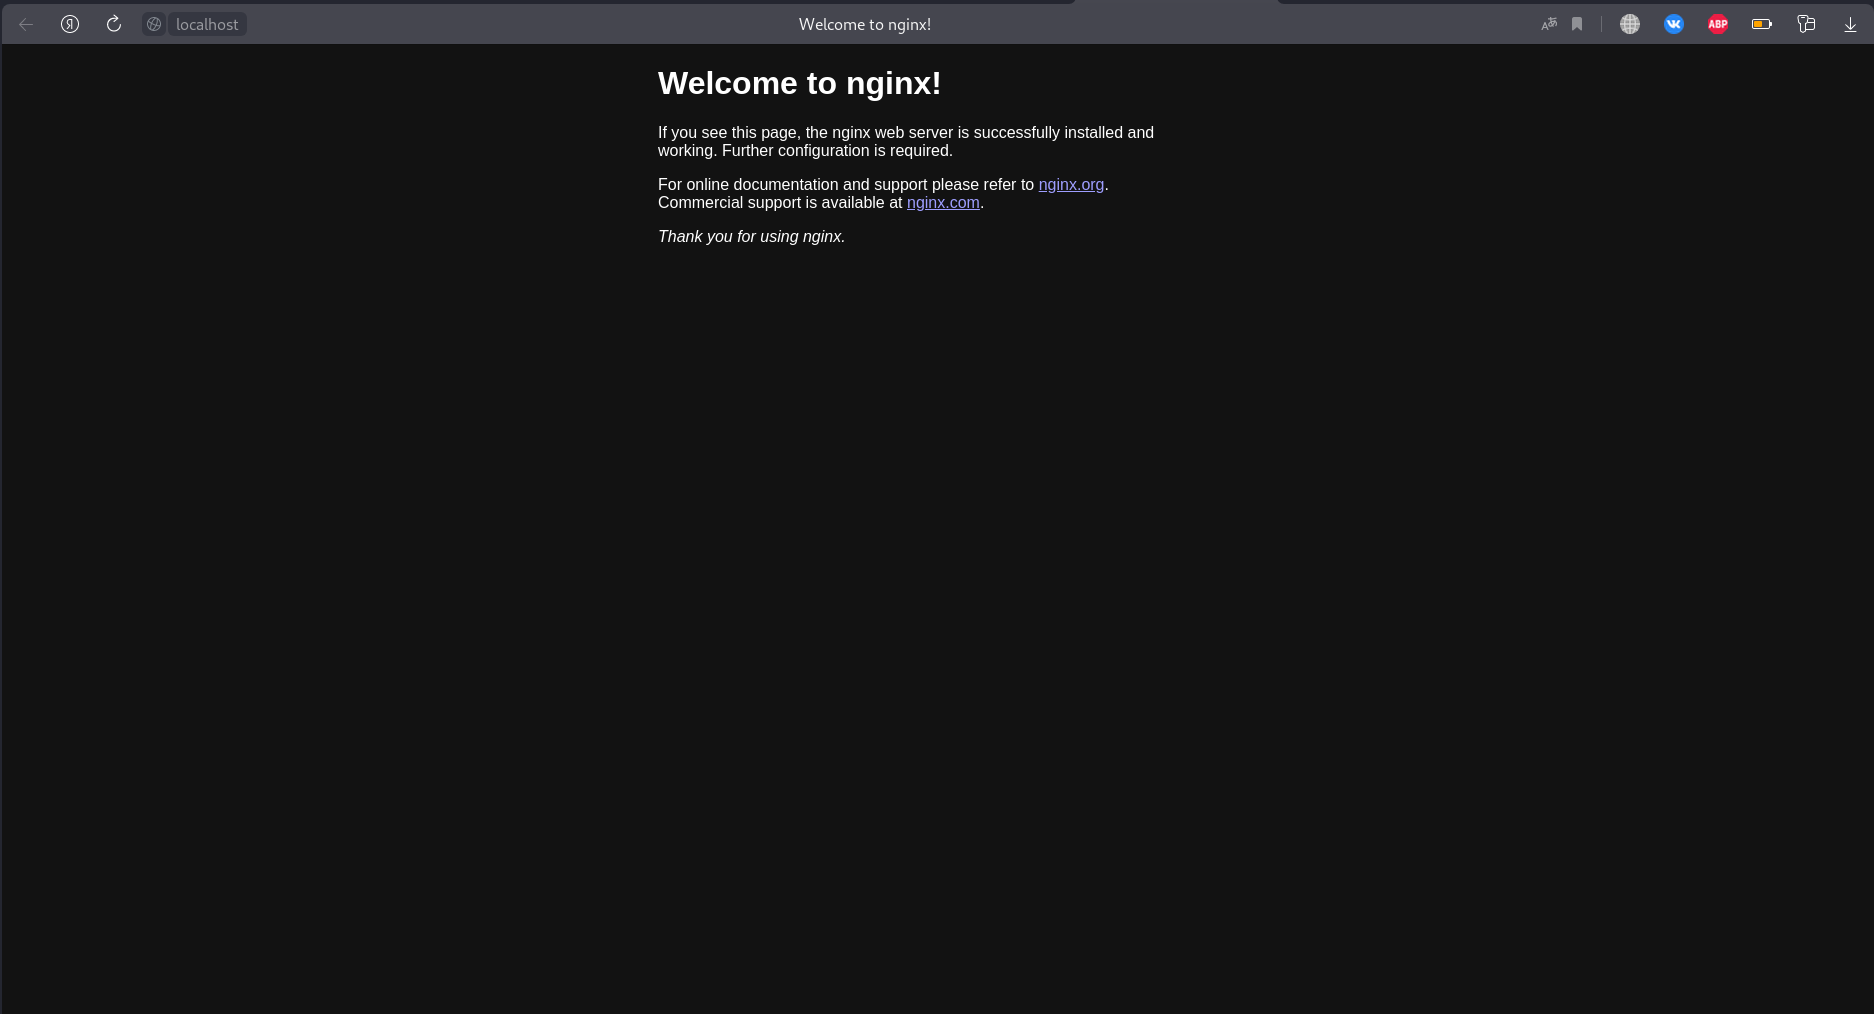 localhost
Welcome to nginx!
ABP
Welcome to nginx!
If you see this page, the nginx web server is successfully installed and
working. Further configuration is required.
For online documentation and support please refer to nginx.org.
Commercial support is available at nginx.com.
Thank you for using nginx.